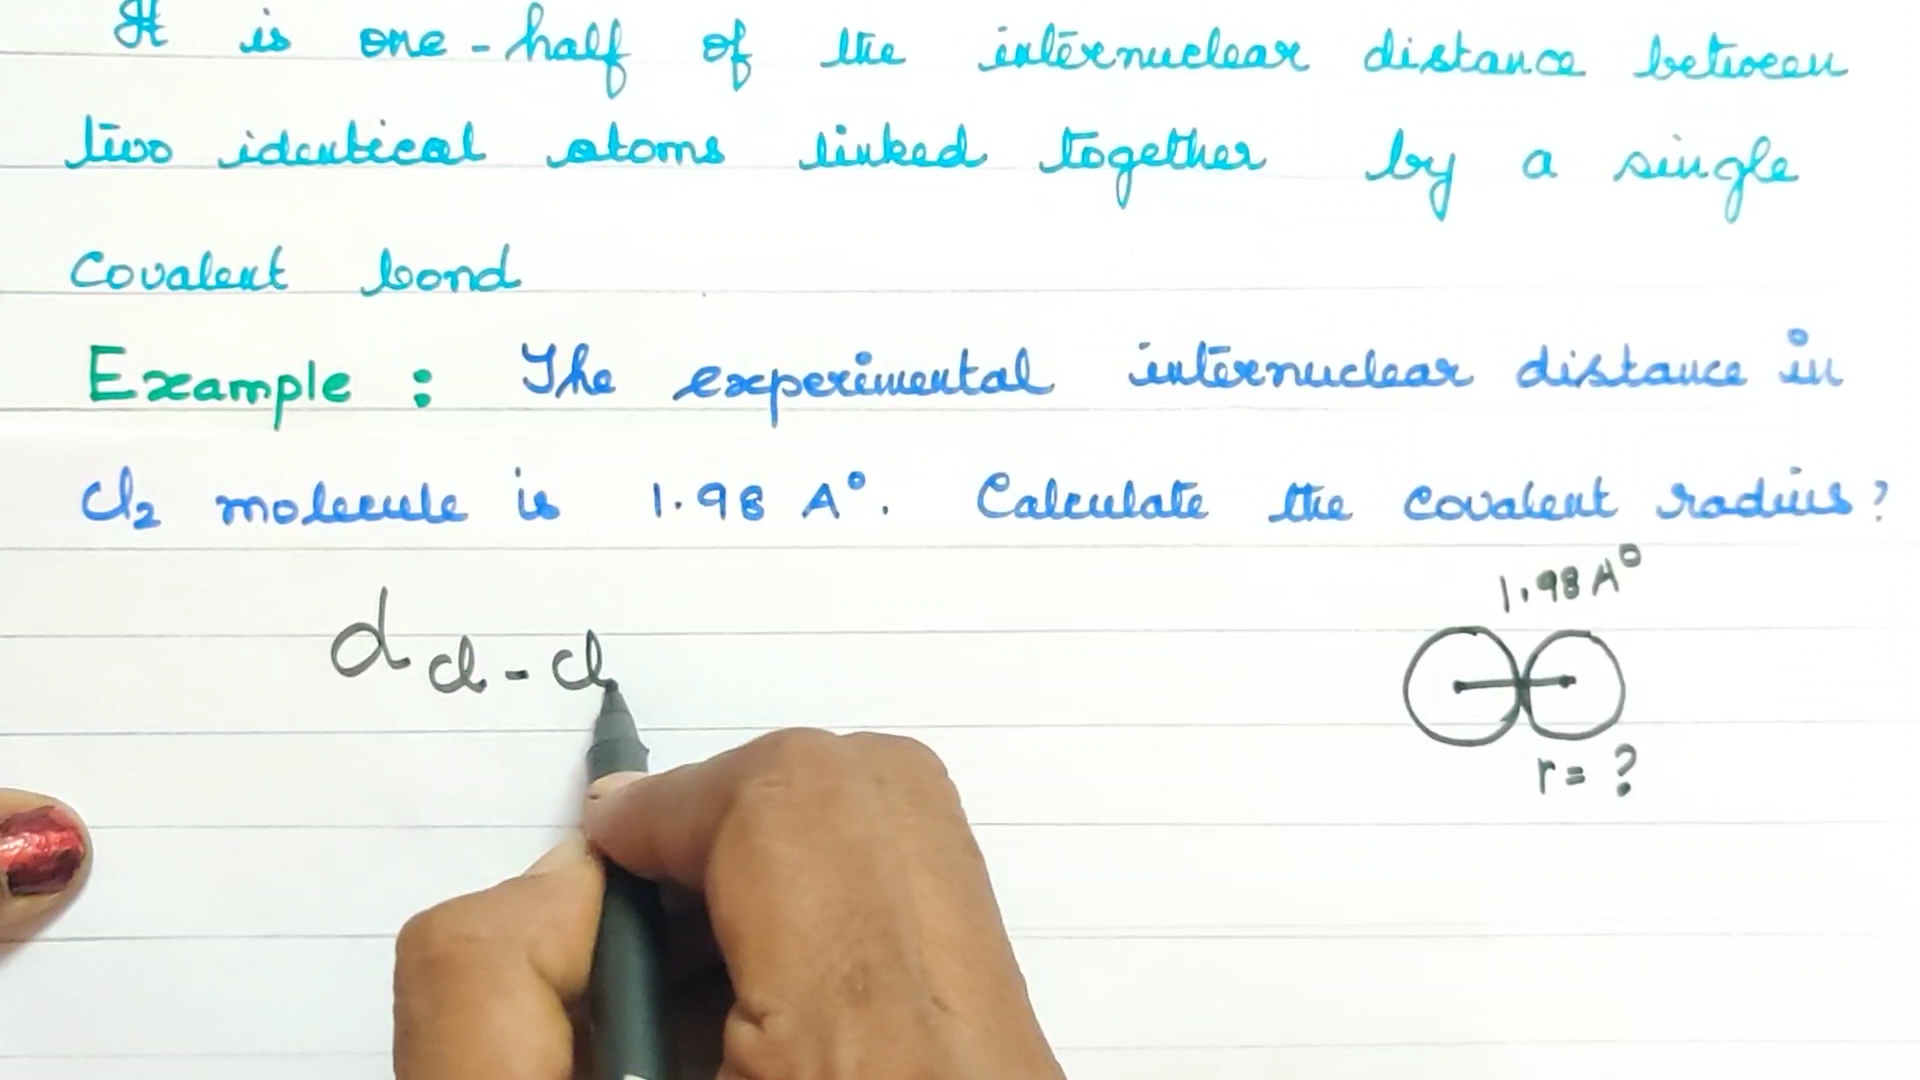 It is one-half of the internuclear distance between
two identical atoms linked together by a single
covalent bond
Example : The experimental internuclear distance in
Cl2 molecule is 1.98 A°. Calculate the covalent radius?
1.98 A°
d Cl - Cl
r = ?